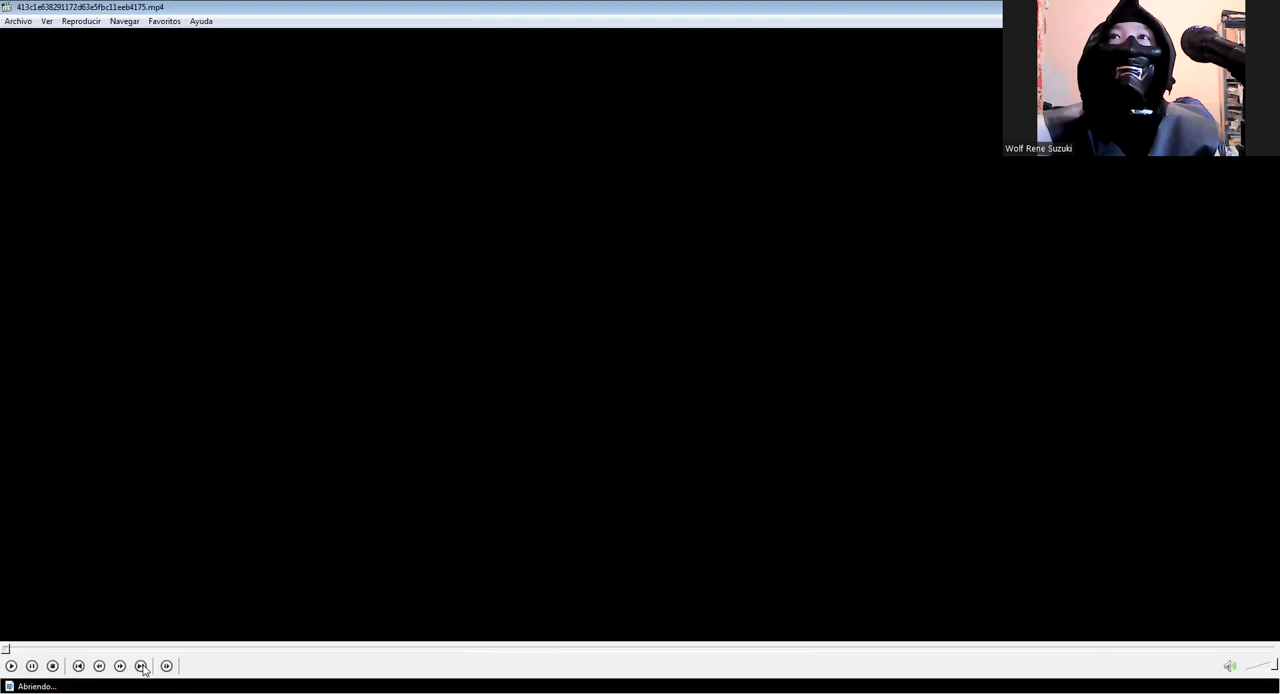 413c1e638291172d63e5fbc11eeb4175.mp4
Archivo Ver Reproducir Navegar Favoritos Ayuda
Wolf Rene Suzuki
Abriendo...